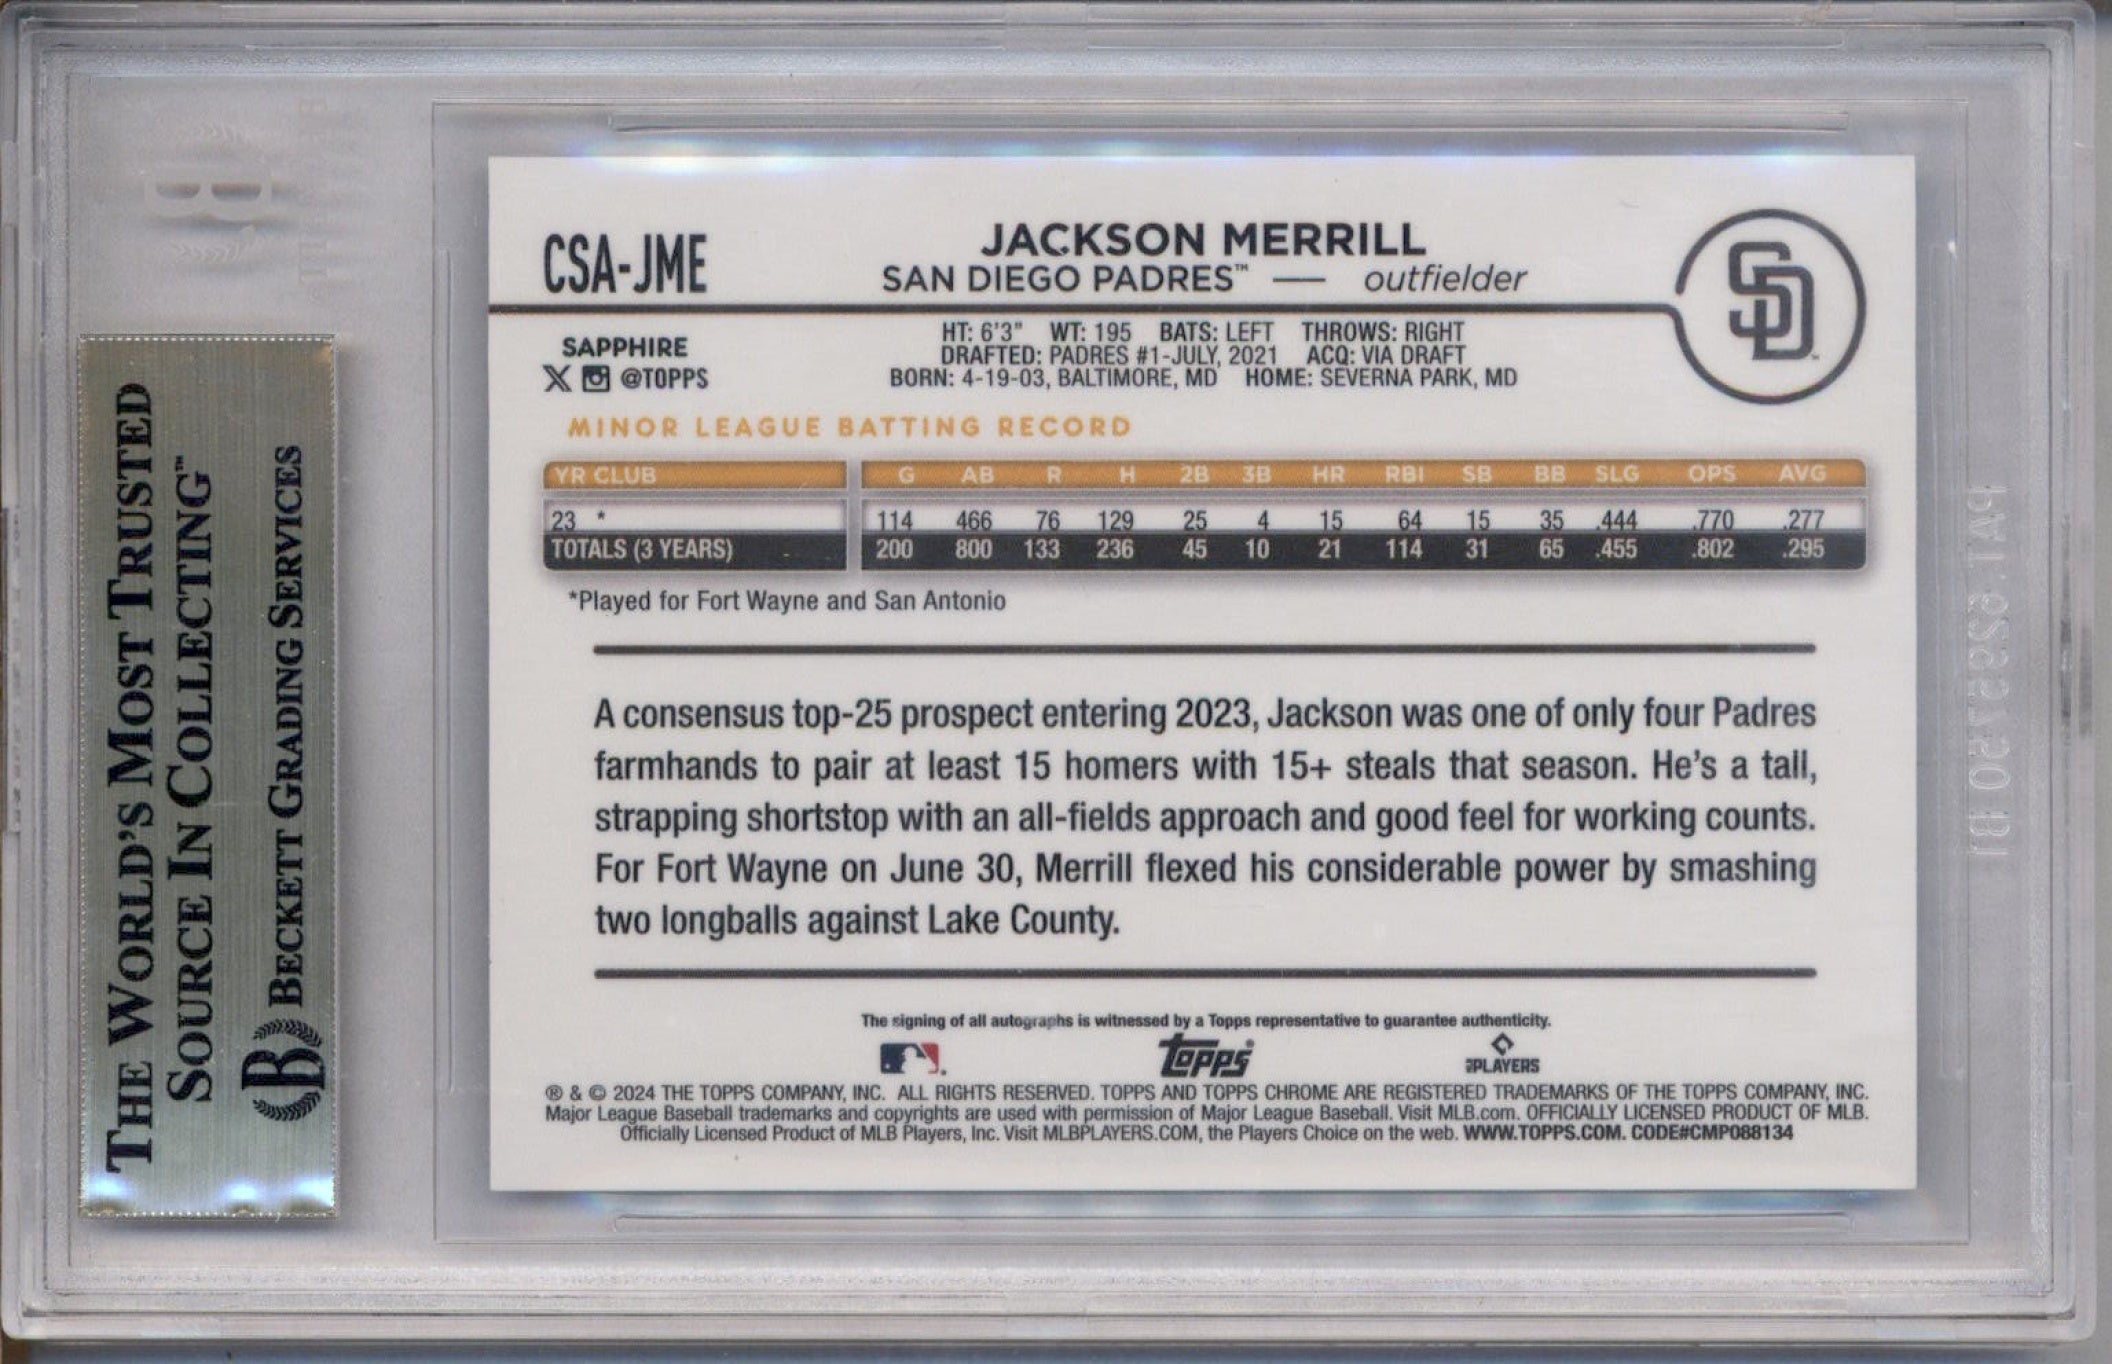 THE WORLD'S MOST TRUSTED
SOURCE IN COLLECTING™
B BECKETT GRADING SERVICES
CSA-JME
JACKSON MERRILL
SAN DIEGO PADRES™ — outfielder
SD
SAPPHIRE
X @TOPPS
HT: 6'3" WT: 195 BATS: LEFT THROWS: RIGHT
DRAFTED: PADRES #1-JULY, 2021 ACQ: VIA DRAFT
BORN: 4-19-03, BALTIMORE, MD HOME: SEVERNA PARK, MD
MINOR LEAGUE BATTING RECORD
YR CLUB G AB R H 2B 3B HR RBI SB BB SLG OPS AVG
23 * 114 466 76 129 25 4 15 64 15 35 .444 .770 .277
TOTALS (3 YEARS) 200 800 133 236 45 10 21 114 31 65 .455 .802 .295
*Played for Fort Wayne and San Antonio
A consensus top-25 prospect entering 2023, Jackson was one of only four Padres
farmhands to pair at least 15 homers with 15+ steals that season. He's a tall,
strapping shortstop with an all-fields approach and good feel for working counts.
For Fort Wayne on June 30, Merrill flexed his considerable power by smashing
two longballs against Lake County.
The signing of all autographs is witnessed by a Topps representative to guarantee authenticity.
topps®
PLAYERS
® & © 2024 THE TOPPS COMPANY, INC. ALL RIGHTS RESERVED. TOPPS AND TOPPS CHROME ARE REGISTERED TRADEMARKS OF THE TOPPS COMPANY, INC.
Major League Baseball trademarks and copyrights are used with permission of Major League Baseball. Visit MLB.com. OFFICIALLY LICENSED PRODUCT OF MLB.
Officially Licensed Product of MLB Players, Inc. Visit MLBPLAYERS.COM, the Players Choice on the web. WWW.TOPPS.COM. CODE#CMP088134